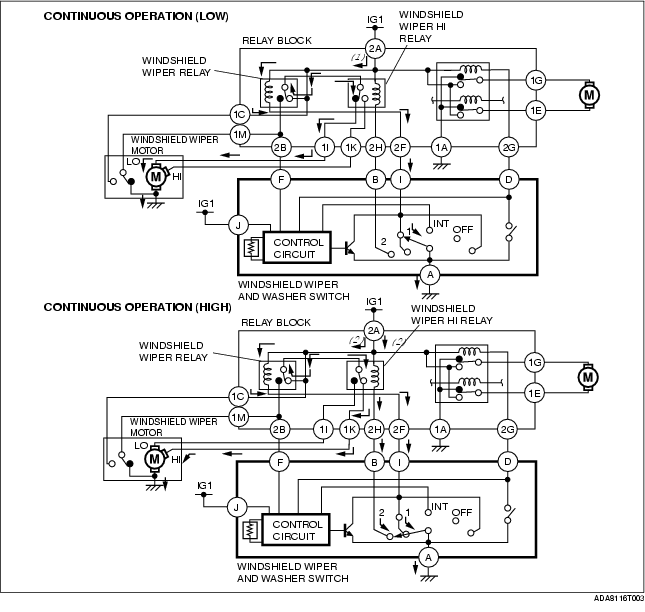 CONTINUOUS OPERATION (LOW)
IG1
WINDSHIELD
WIPER HI
RELAY
RELAY BLOCK
2A
(2)
WINDSHIELD
WIPER RELAY
1G
M
1C
1E
1M
WINDSHIELD WIPER
MOTOR
2B
1I
1K
2H
2F
1A
2G
LO
M
HI
F
B
I
D
IG1
J
INT
1
OFF
2
CONTROL
CIRCUIT
A
WINDSHIELD WIPER
AND WASHER SWITCH
CONTINUOUS OPERATION (HIGH)
IG1
WINDSHIELD
WIPER HI RELAY
RELAY BLOCK
2A
(2)
(2)
WINDSHIELD
WIPER RELAY
1G
M
1C
1E
1M
WINDSHIELD WIPER
MOTOR
2B
1I
1K
2H
2F
1A
2G
LO
M
HI
F
B
I
D
IG1
J
INT
2
1
OFF
CONTROL
CIRCUIT
A
WINDSHIELD WIPER
AND WASHER SWITCH
ADA8116T003